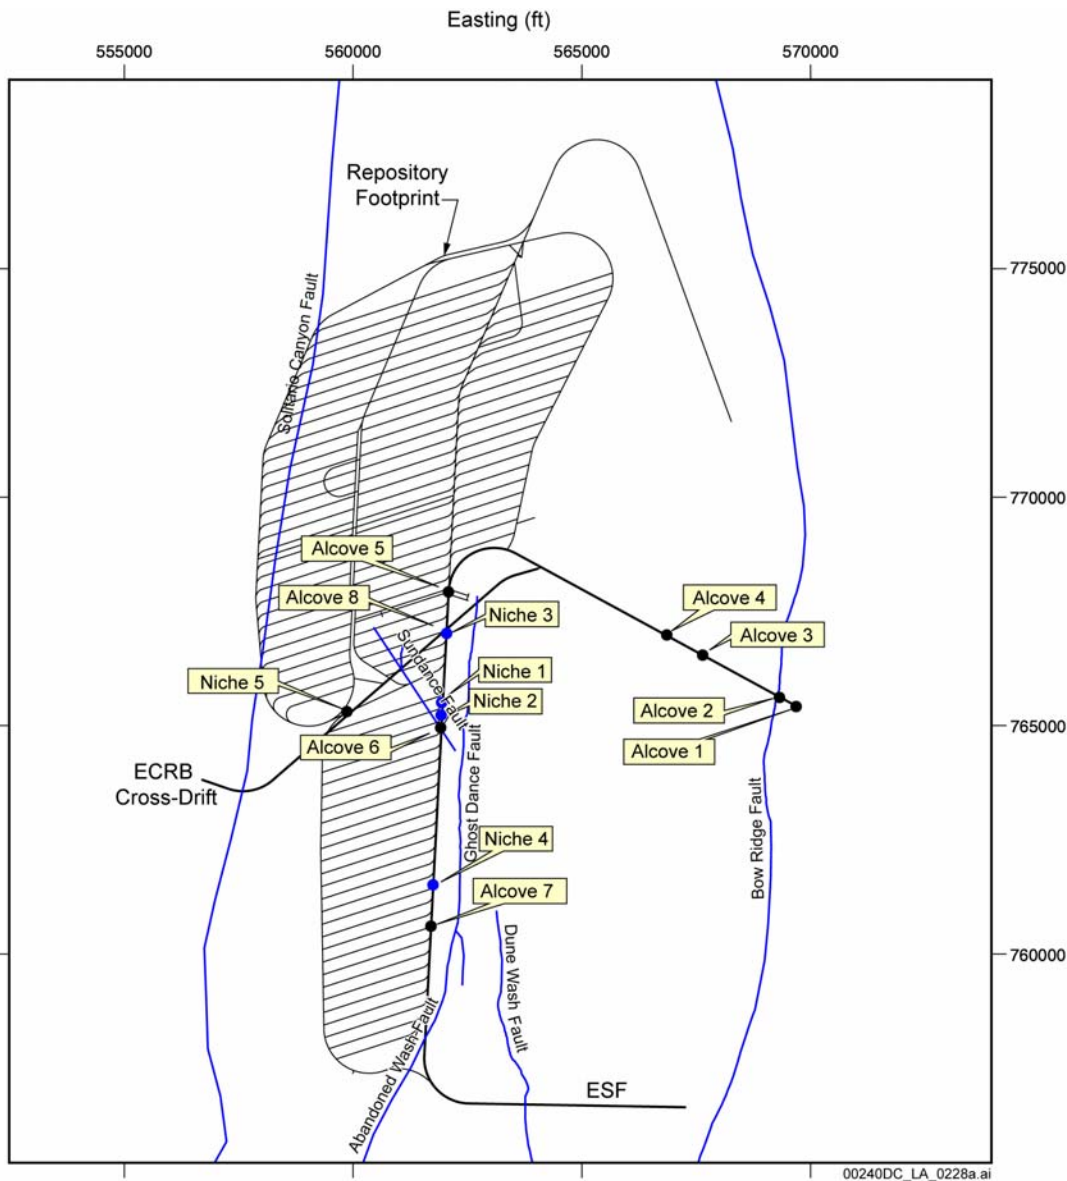 Easting (ft)
555000
560000
565000
570000
Repository
Footprint
775000
Solitario Canyon Fault
770000
Alcove 5
Alcove 8
Niche 3
Alcove 4
Alcove 3
Sundance Fault
Niche 1
Niche 5
Niche 2
Alcove 2
765000
Alcove 6
Alcove 1
ECRB
Cross-Drift
Ghost Dance Fault
Bow Ridge Fault
Niche 4
Alcove 7
Dune Wash Fault
760000
Abandoned Wash Fault
ESF
00240DC_LA_0228a.ai